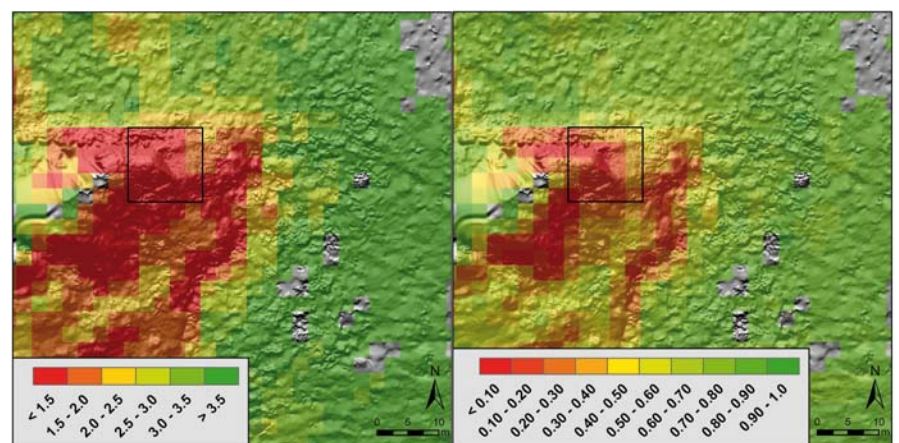 N
0 5 10
m
< 1.5
1.5 - 2.0
2.0 - 2.5
2.5 - 3.0
3.0 - 3.5
> 3.5
N
0 5 10
m
< 0.10
0.10 - 0.20
0.20 - 0.30
0.30 - 0.40
0.40 - 0.50
0.50 - 0.60
0.60 - 0.70
0.70 - 0.80
0.80 - 0.90
0.90 - 1.0